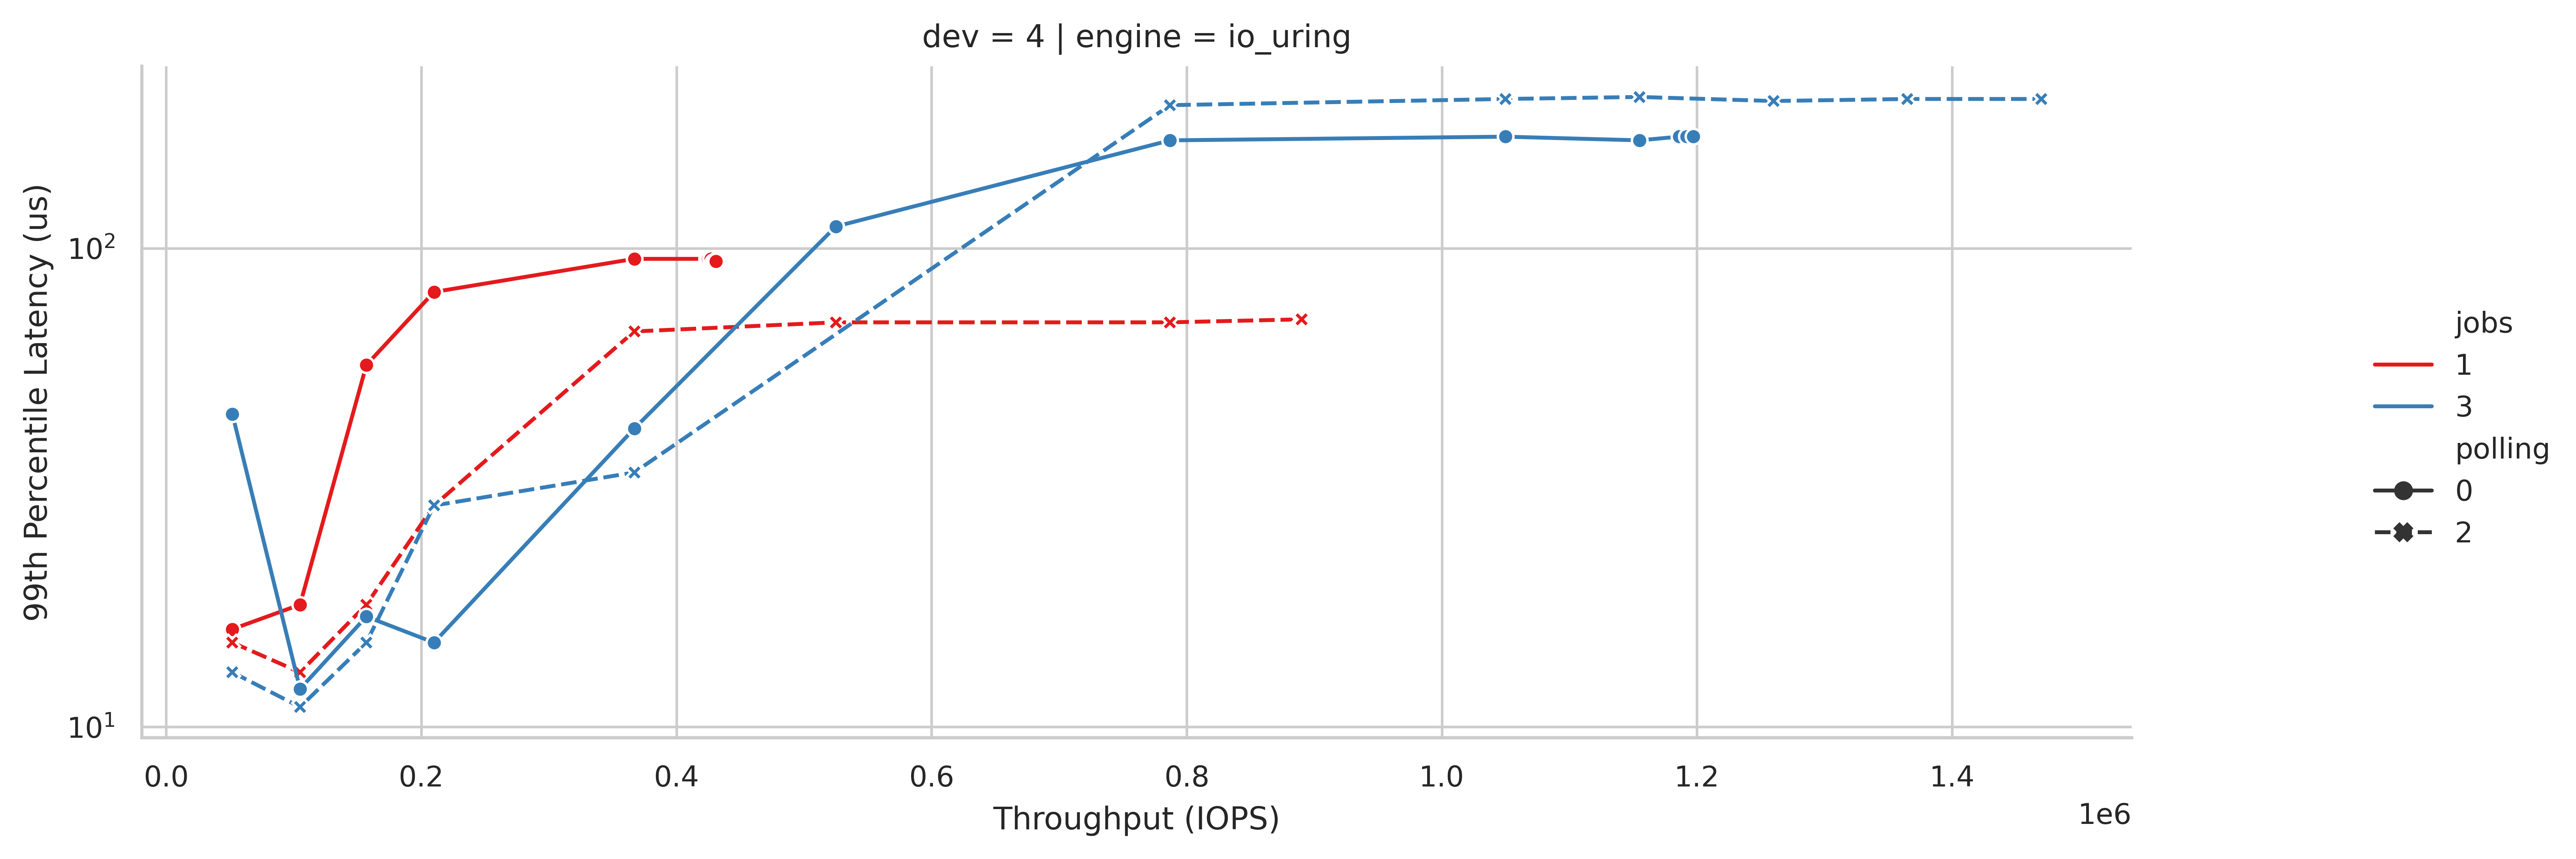 dev = 4 | engine = io_uring
99th Percentile Latency (us)
10²
10¹
0.0 0.2 0.4 0.6 0.8 1.0 1.2 1.4
1e6
Throughput (IOPS)
jobs
1
3
polling
0
2